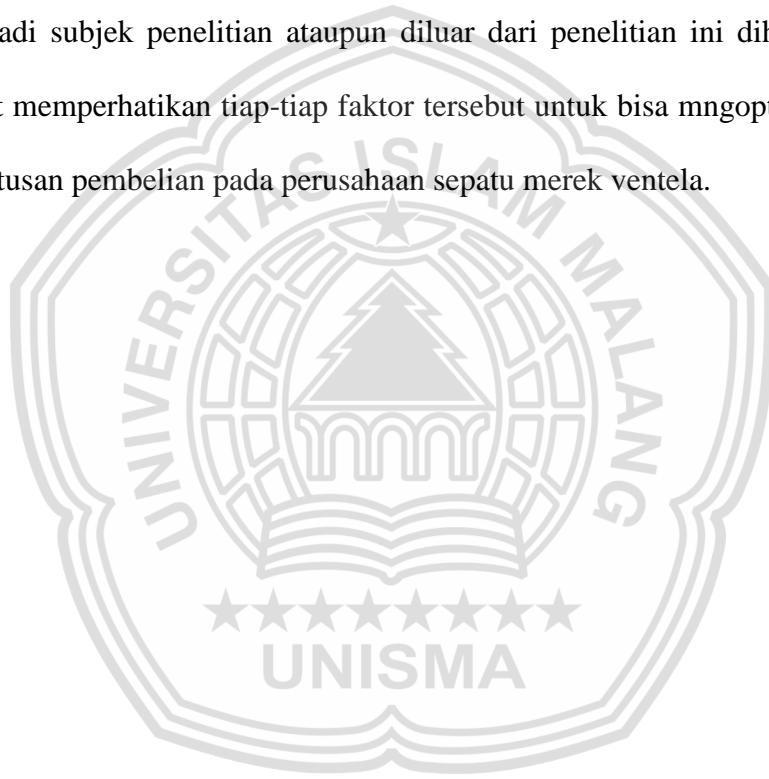 adi subjek penelitian ataupun diluar dari penelitian ini dih
memperhatikan tiap-tiap faktor tersebut untuk bisa mngopt
tusan pembelian pada perusahaan sepatu merek ventela.
UNIVERSITAS ISLAM MALANG
UNISMA